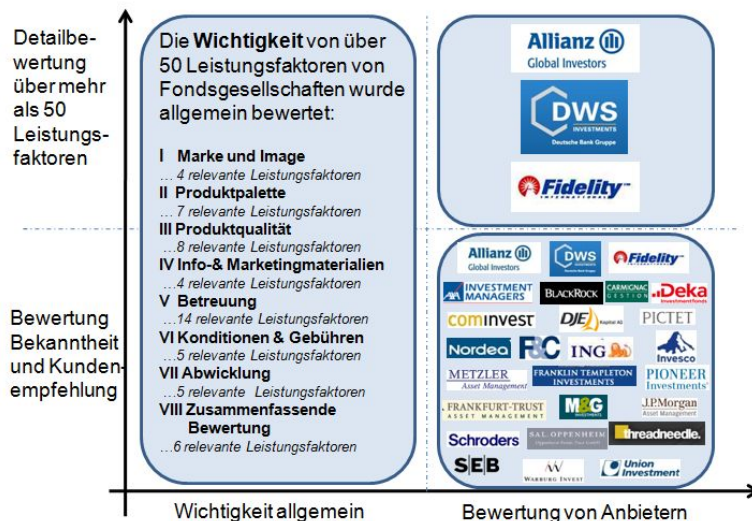 Detailbe-
wertung
über mehr
als 50
Leistungs-
faktoren
Bewertung
Bekanntheit
und Kunden-
empfehlung
Die Wichtigkeit von über
50 Leistungsfaktoren von
Fondsgesellschaften wurde
allgemein bewertet:
I Marke und Image
…4 relevante Leistungsfaktoren
II Produktpalette
…7 relevante Leistungsfaktoren
III Produktqualität
…8 relevante Leistungsfaktoren
IV Info-& Marketingmaterialien
…4 relevante Leistungsfaktoren
V Betreuung
…14 relevante Leistungsfaktoren
VI Konditionen & Gebühren
…5 relevante Leistungsfaktoren
VII Abwicklung
…5 relevante Leistungsfaktoren
VIII Zusammenfassende
Bewertung
…6 relevante Leistungsfaktoren
Allianz
Global Investors
DWS
INVESTMENTS
Deutsche Bank Gruppe
Fidelity
INTERNATIONAL
Allianz
Global Investors
DWS
INVESTMENTS
Fidelity
INTERNATIONAL
AXA INVESTMENT
MANAGERS
BLACKROCK
CARMIGNAC
GESTION
Deka
Investmentfonds
cominvest
DJE Kapital AG
PICTET
Nordea
F&C
ING
Invesco
METZLER
Asset Management
FRANKLIN TEMPLETON
INVESTMENTS
PIONEER
Investments
FRANKFURT-TRUST
ASSET MANAGEMENT
M&G
INVESTMENTS
J.P.Morgan
Asset Management
Schroders
SAL. OPPENHEIM
threadneedle.
SEB
WARBURG INVEST
Union
Investment
Wichtigkeit allgemein
Bewertung von Anbietern